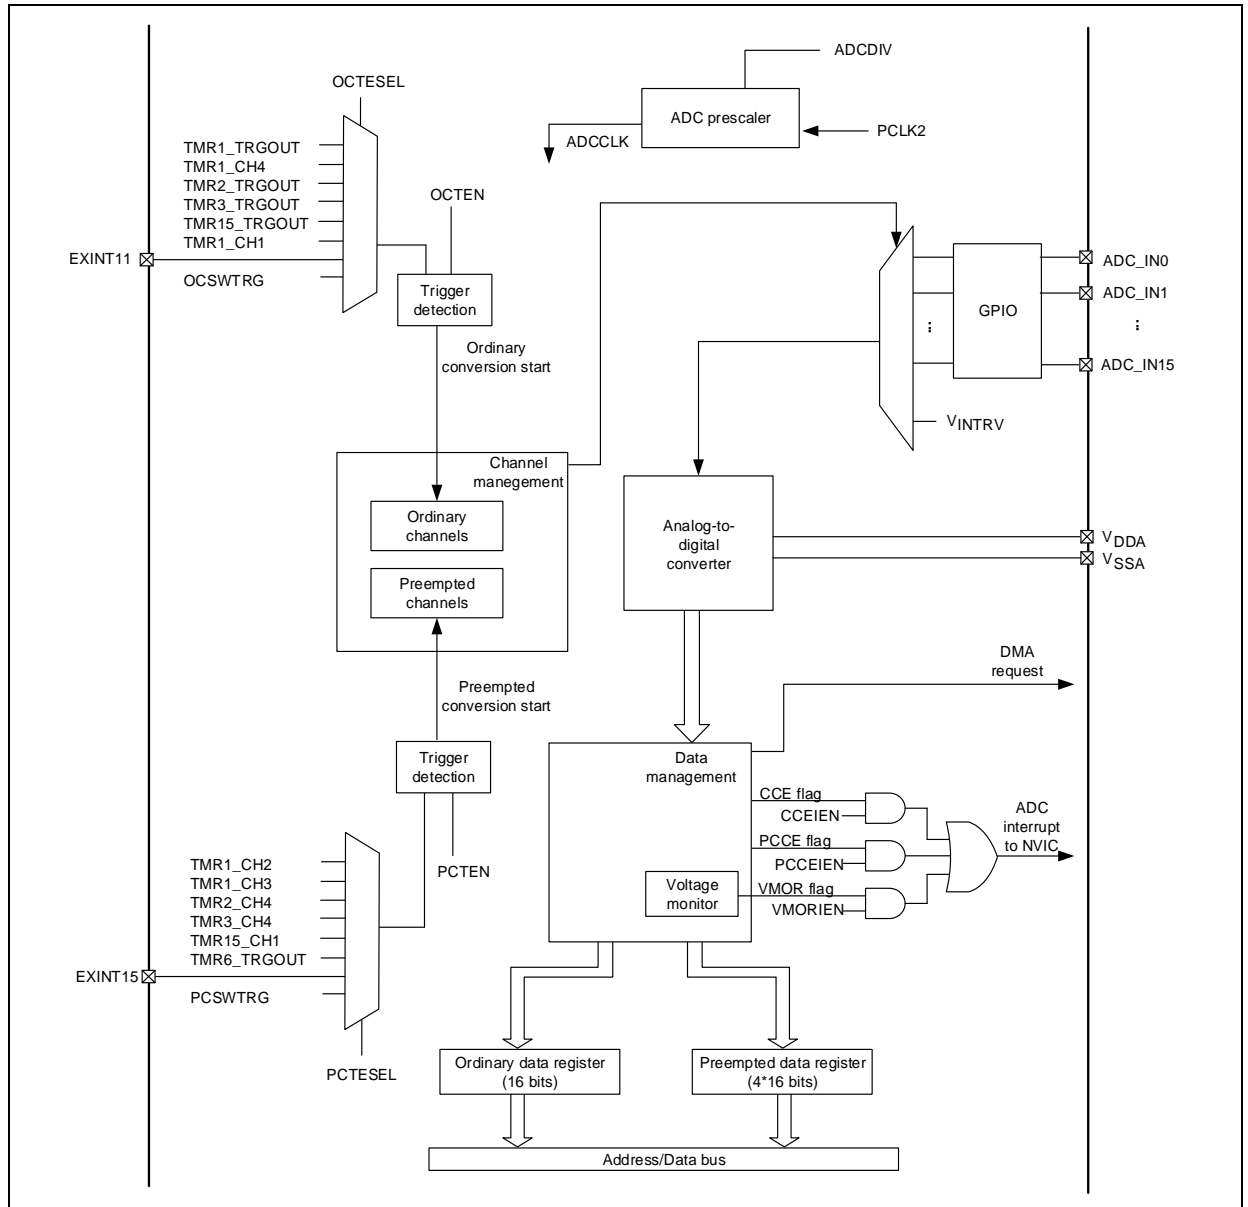 ADCDIV
OCTESEL
ADC prescaler
PCLK2
ADCCLK
TMR1_TRGOUT
TMR1_CH4
TMR2_TRGOUT
TMR3_TRGOUT
TMR15_TRGOUT
TMR1_CH1
EXINT11
OCSWTRG
OCTEN
Trigger
detection
Ordinary
conversion start
GPIO
ADC_IN0
ADC_IN1
...
...
ADC_IN15
VINTRV
Channel
manegement
Ordinary
channels
Preempted
channels
Analog-to-
digital
converter
VDDA
VSSA
DMA
request
Preempted
conversion start
Trigger
detection
Data
management
CCE flag
CCEIEN
PCCE flag
PCCEIEN
VMOR flag
VMORIEN
Voltage
monitor
ADC
interrupt
to NVIC
PCTEN
TMR1_CH2
TMR1_CH3
TMR2_CH4
TMR3_CH4
TMR15_CH1
TMR6_TRGOUT
EXINT15
PCSWTRG
PCTESEL
Ordinary data register
(16 bits)
Preempted data register
(4*16 bits)
Address/Data bus